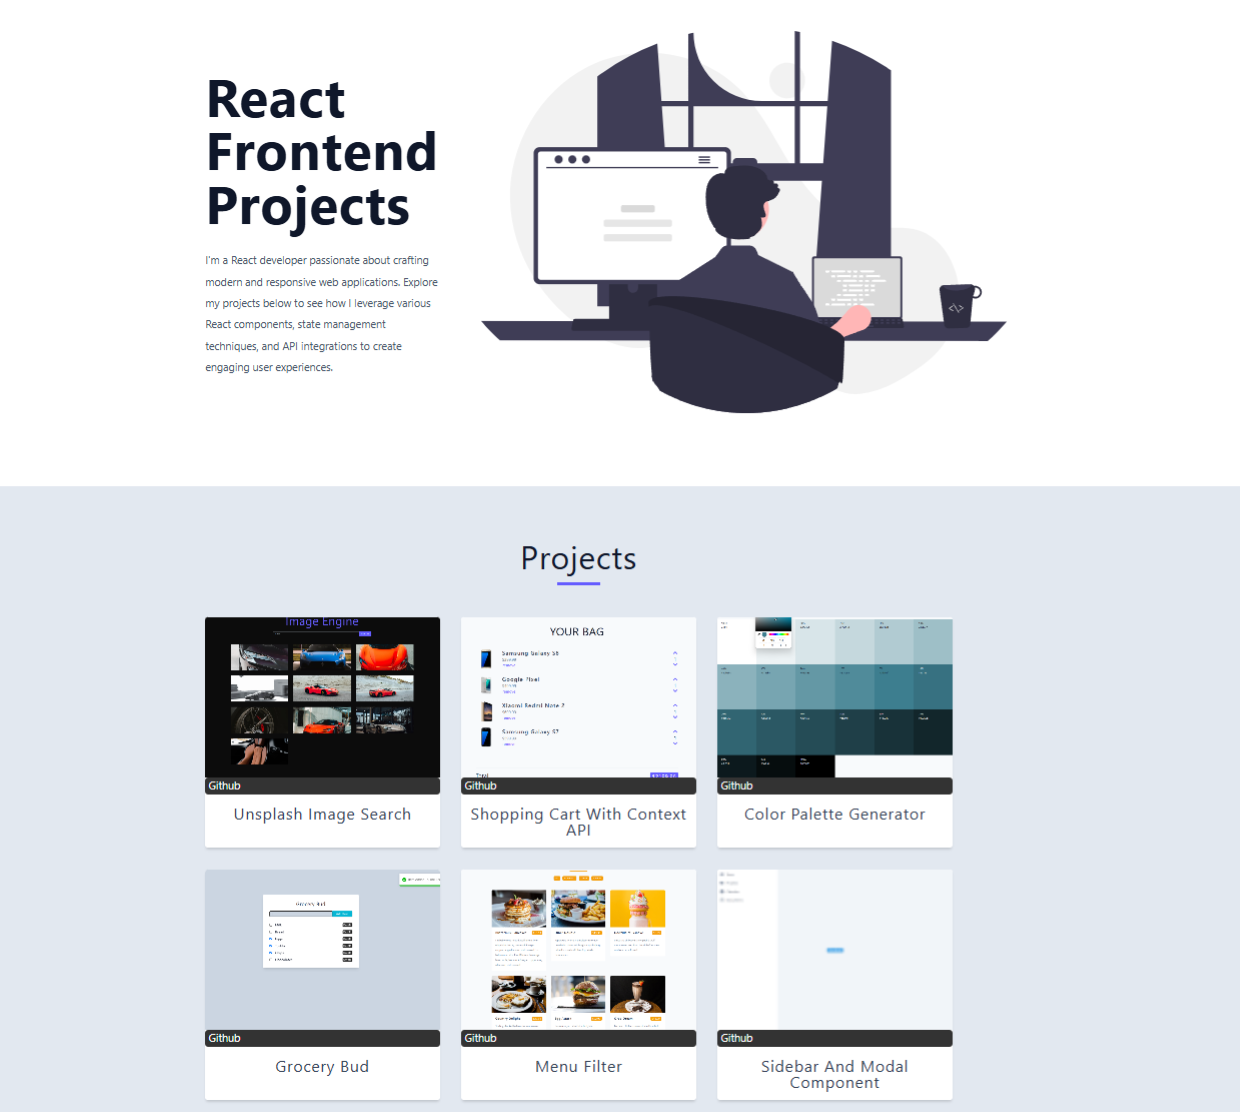 React
Frontend
Projects
I'm a React developer passionate about crafting
modern and responsive web applications. Explore
my projects below to see how I leverage various
React components, state management
techniques, and API integrations to create
engaging user experiences.
Projects
Image Engine
YOUR BAG
Samsung Galaxy S8
Google Pixel
Xiaomi Redmi Note 2
Samsung Galaxy S7
Total
Github
Github
Github
Unsplash Image Search
Shopping Cart With Context
API
Color Palette Generator
Grocery Bud
Github
Github
Github
Grocery Bud
Menu Filter
Sidebar And Modal
Component